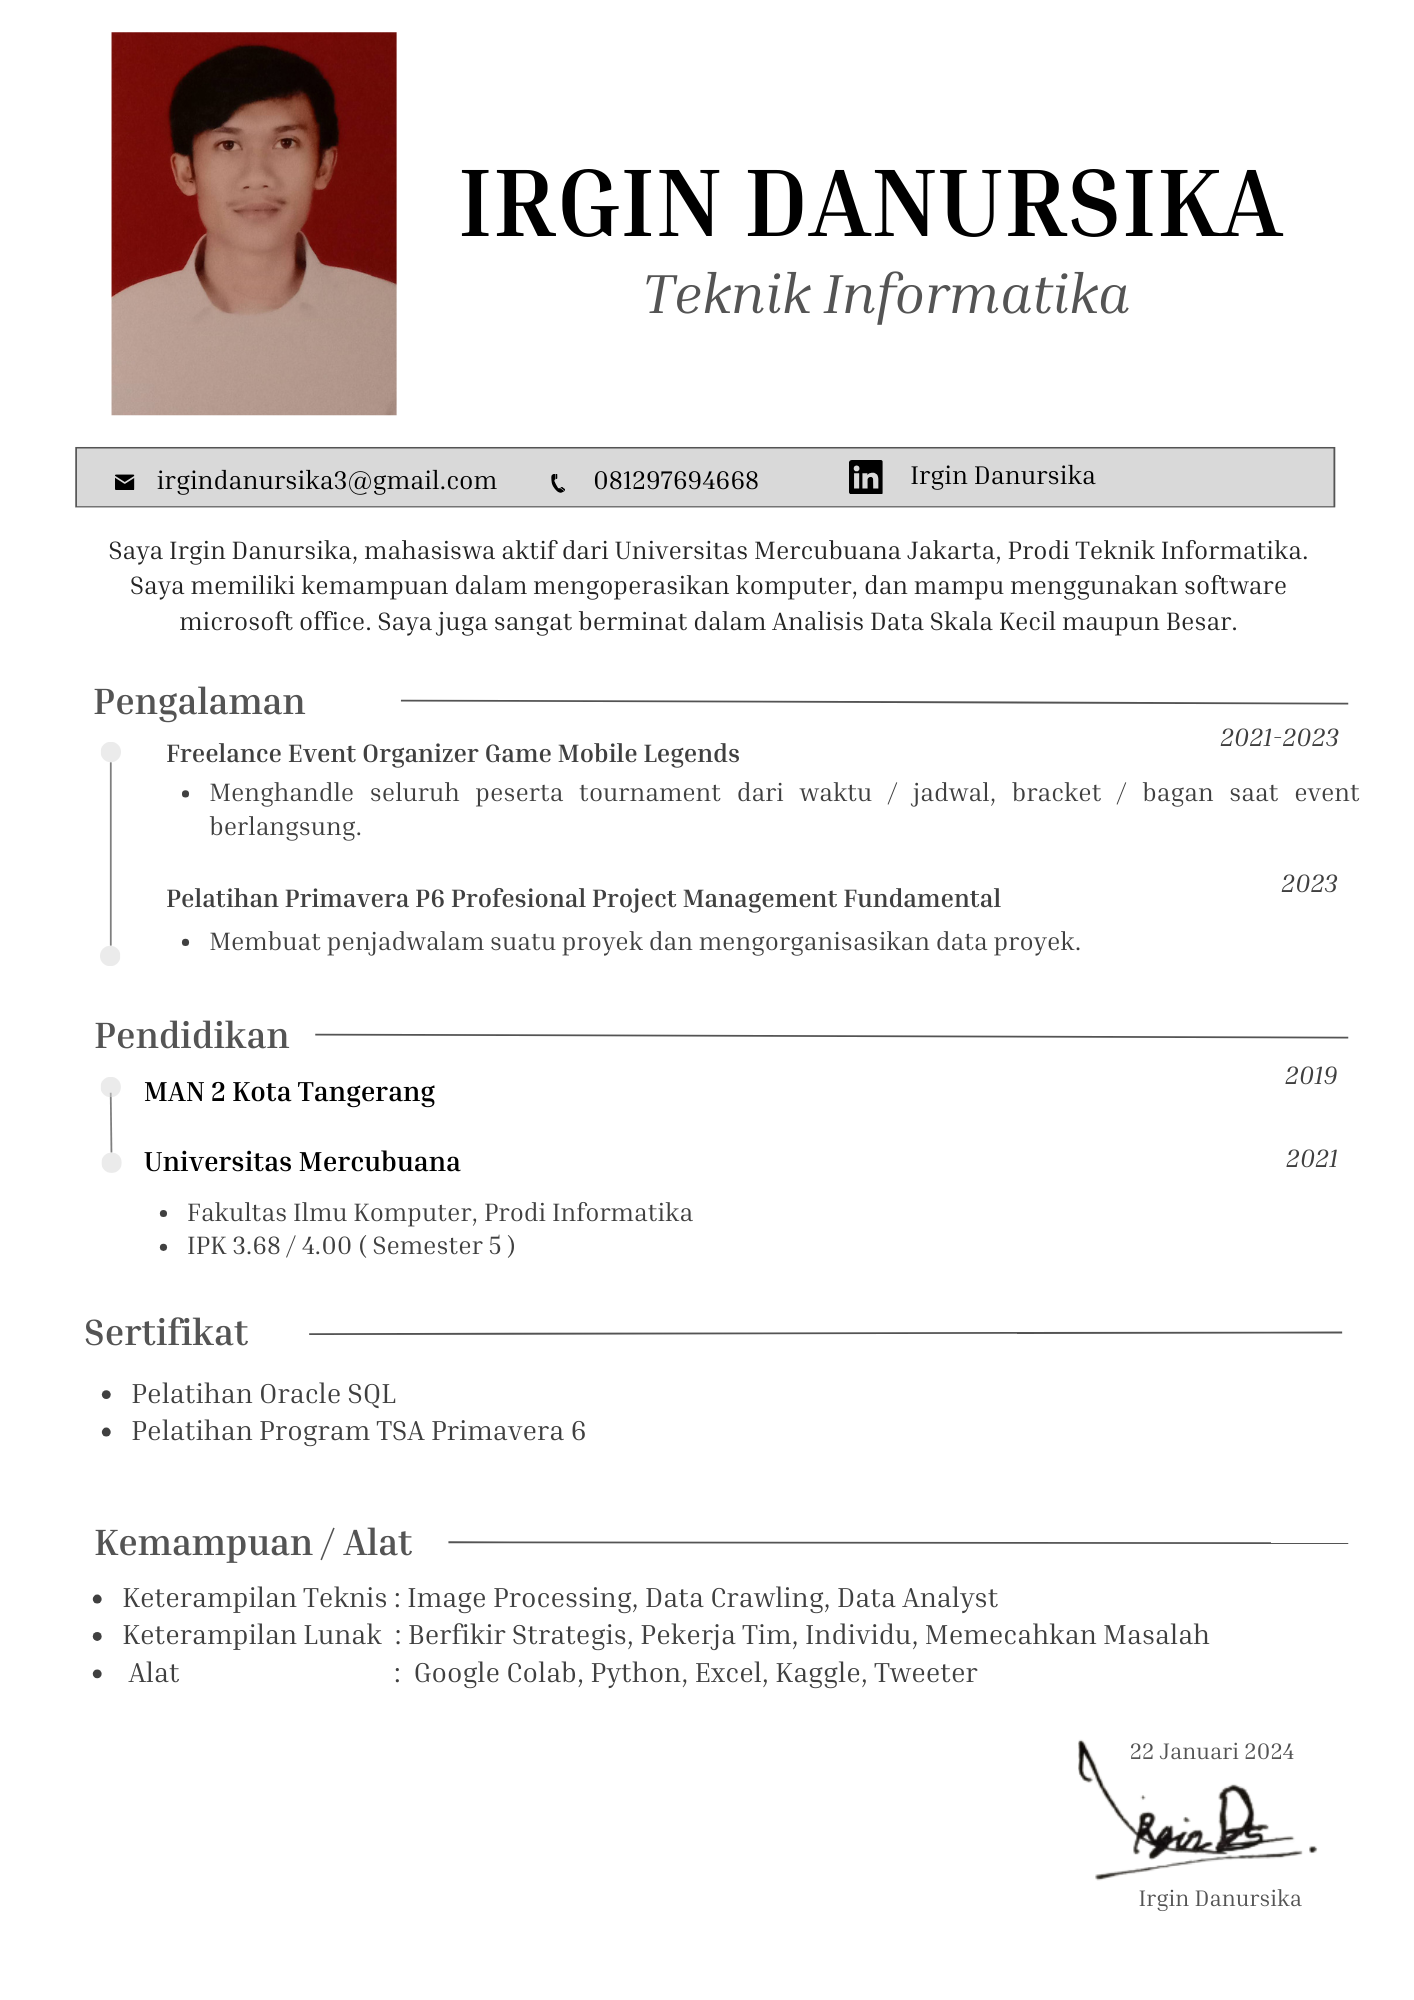 IRGIN DANURSIKA
Teknik Informatika
irgindanursika3@gmail.com 081297694668 in Irgin Danursika
Saya Irgin Danursika, mahasiswa aktif dari Universitas Mercubuana Jakarta, Prodi Teknik Informatika.
Saya memiliki kemampuan dalam mengoperasikan komputer, dan mampu menggunakan software
microsoft office. Saya juga sangat berminat dalam Analisis Data Skala Kecil maupun Besar.
Pengalaman
2021-2023
Freelance Event Organizer Game Mobile Legends
• Menghandle seluruh peserta tournament dari waktu / jadwal, bracket / bagan saat event
berlangsung.
2023
Pelatihan Primavera P6 Profesional Project Management Fundamental
• Membuat penjadwalam suatu proyek dan mengorganisasikan data proyek.
Pendidikan
2019
MAN 2 Kota Tangerang
Universitas Mercubuana 2021
• Fakultas Ilmu Komputer, Prodi Informatika
• IPK 3.68 / 4.00 ( Semester 5 )
Sertifikat
• Pelatihan Oracle SQL
• Pelatihan Program TSA Primavera 6
Kemampuan / Alat
• Keterampilan Teknis : Image Processing, Data Crawling, Data Analyst
• Keterampilan Lunak : Berfikir Strategis, Pekerja Tim, Individu, Memecahkan Masalah
• Alat : Google Colab, Python, Excel, Kaggle, Tweeter
22 Januari 2024
Irgin Danursika